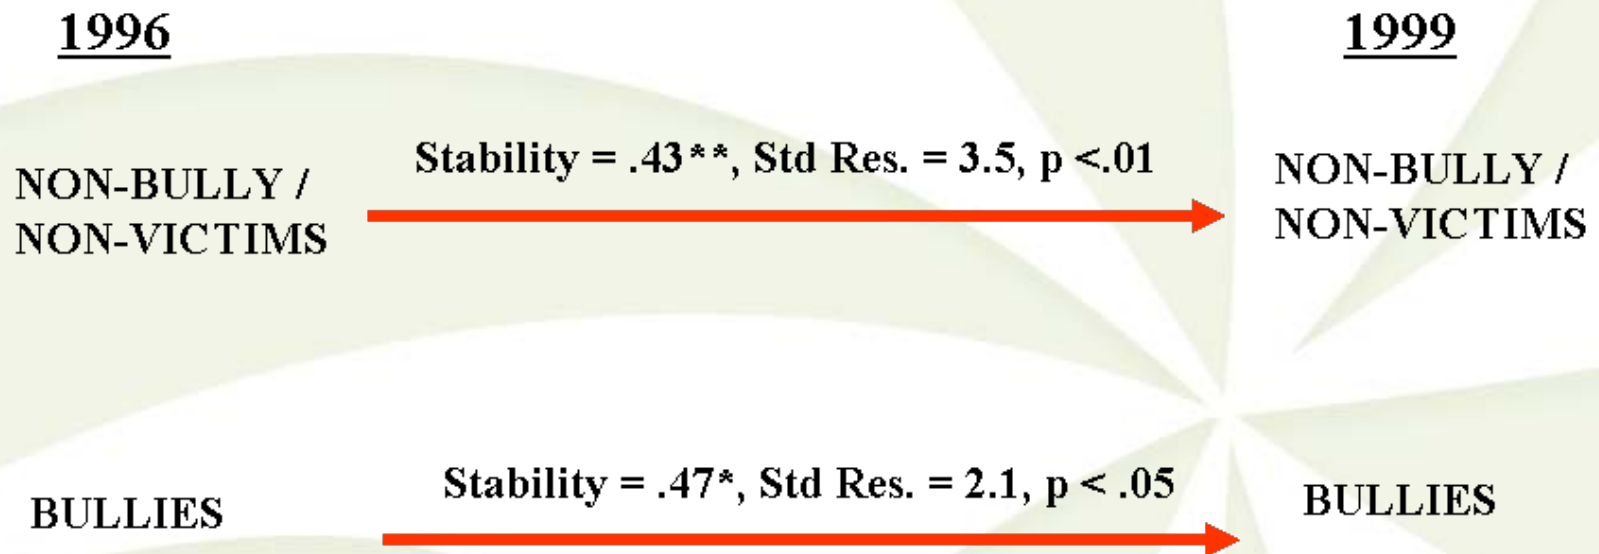 1996
1999
Stability = .43**, Std Res. = 3.5, p <.01
NON-BULLY /
NON-VICTIMS
NON-BULLY /
NON-VICTIMS
Stability = .47*, Std Res. = 2.1, p < .05
BULLIES
BULLIES